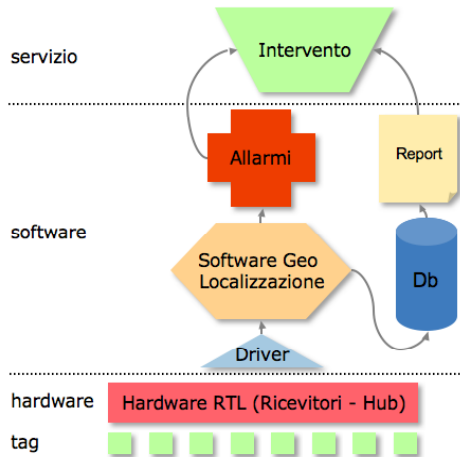 servizio
Intervento
Allarmi
Report
software
Software Geo
Localizzazione
Db
Driver
hardware
Hardware RTL (Ricevitori - Hub)
tag